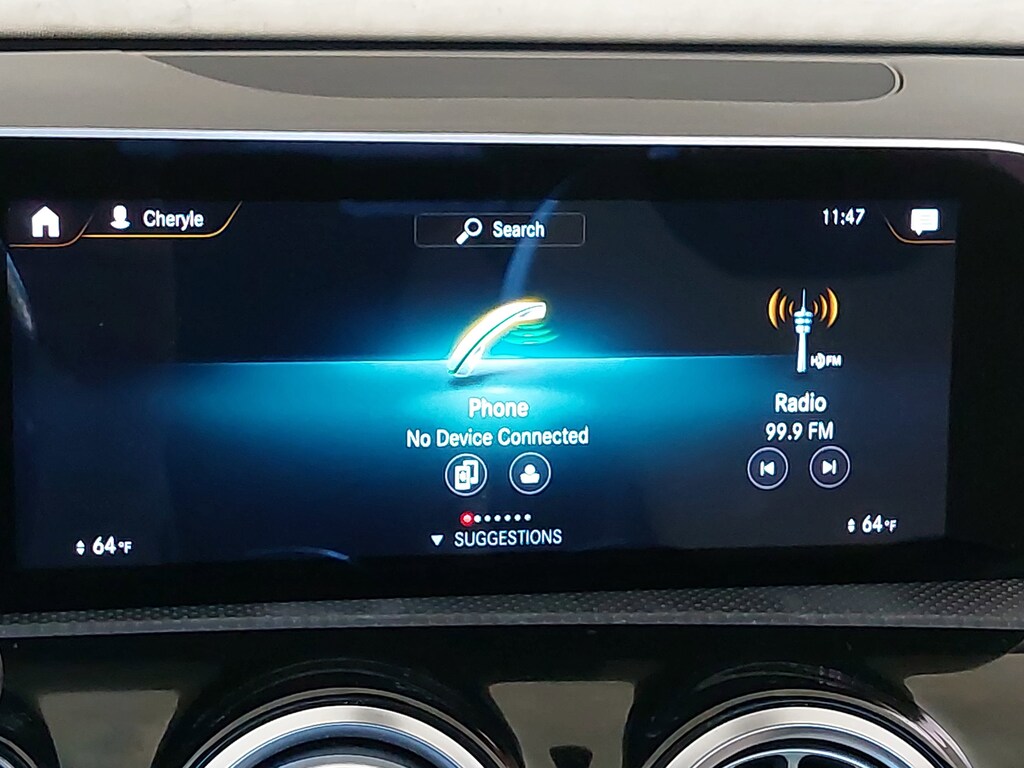 Cheryle
Search
11:47
HD FM
Phone
No Device Connected
Radio
99.9 FM
64°F
SUGGESTIONS
64°F